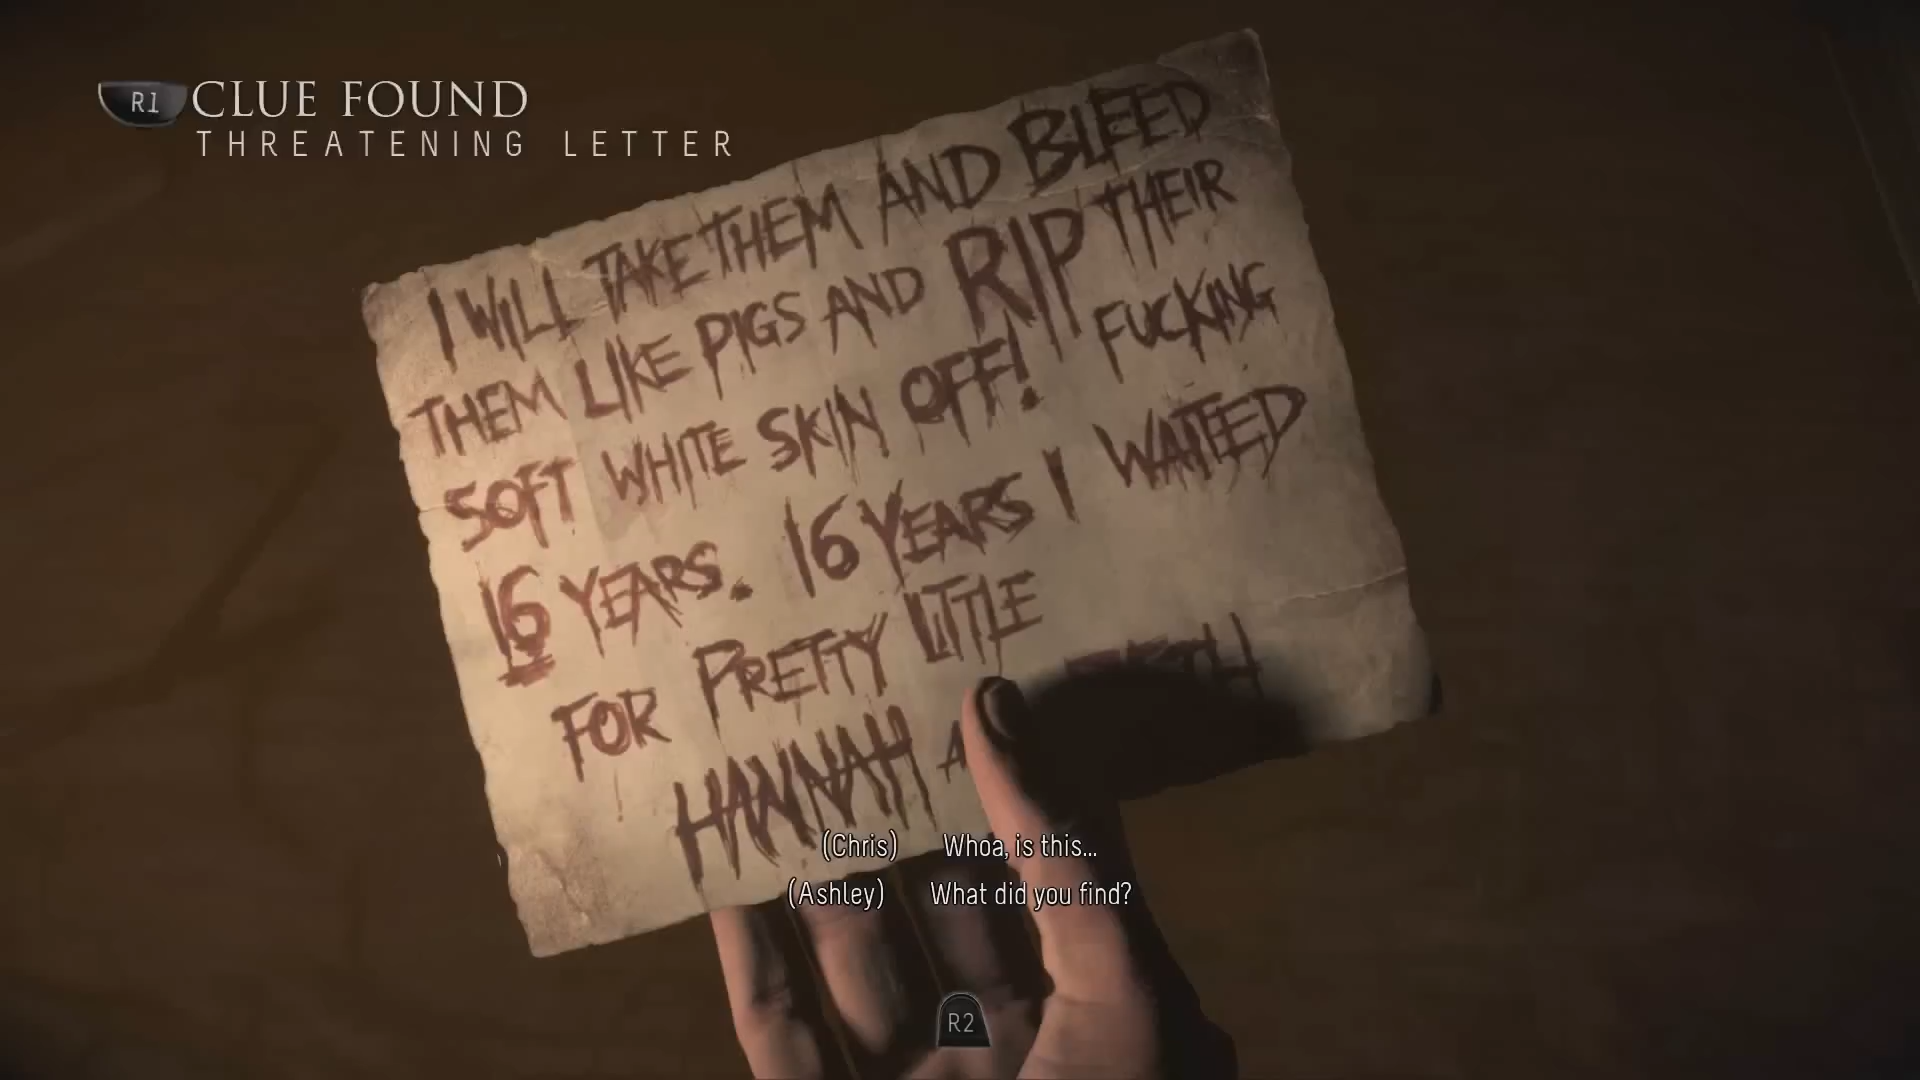 R1 CLUE FOUND
THREATENING LETTER
I WILL TAKE THEM AND BLEED
THEM LIKE PIGS AND RIP THEIR
SOFT WHITE SKIN OFF! FUCKING
16 YEARS. 16 YEARS I WAITED
FOR PRETTY LITTLE
HANNAH
(Chris) Whoa, is this...
(Ashley) What did you find?
R2